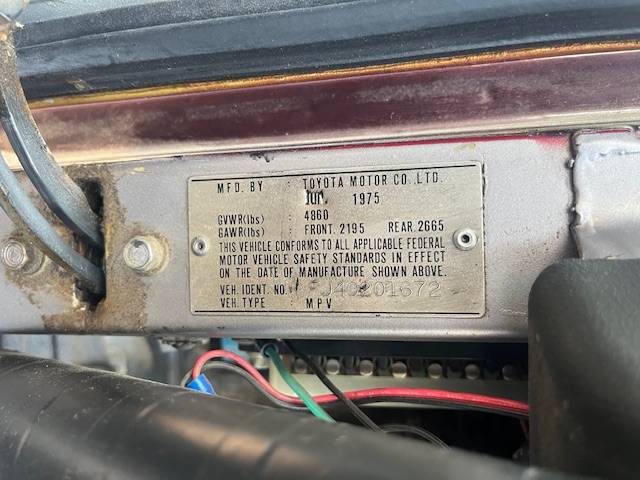 MFD. BY : TOYOTA MOTOR CO., LTD.
Jun. 1975
GVWR(lbs) : 4860
GAWR(lbs) : FRONT. 2195 REAR. 2665
THIS VEHICLE CONFORMS TO ALL APPLICABLE FEDERAL
MOTOR VEHICLE SAFETY STANDARDS IN EFFECT
ON THE DATE OF MANUFACTURE SHOWN ABOVE.
VEH. IDENT. NO. FJ40201672
VEH. TYPE : MPV